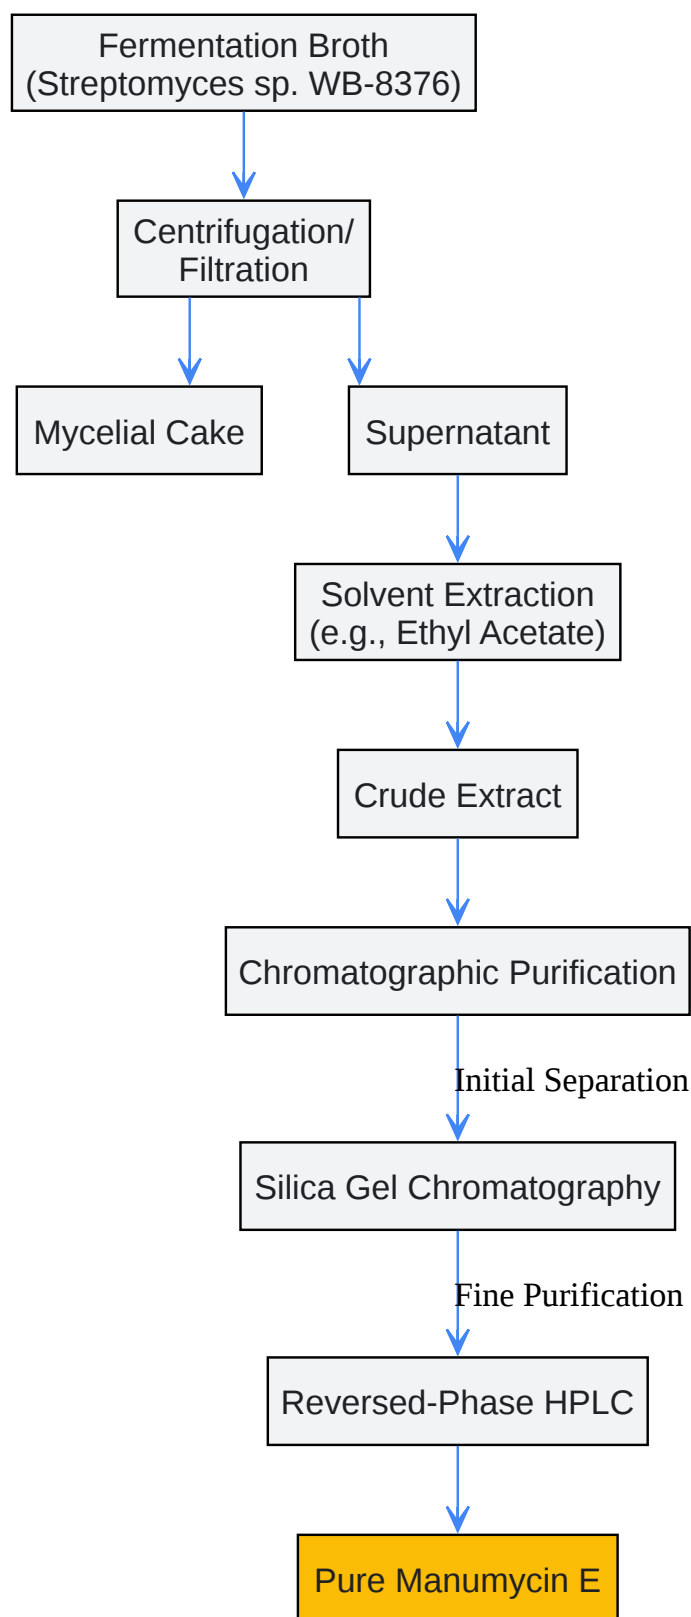 Fermentation Broth
(Streptomyces sp. WB-8376)
Centrifugation/
Filtration
Mycelial Cake
Supernatant
Solvent Extraction
(e.g., Ethyl Acetate)
Crude Extract
Chromatographic Purification
Initial Separation
Silica Gel Chromatography
Fine Purification
Reversed-Phase HPLC
Pure Manumycin E